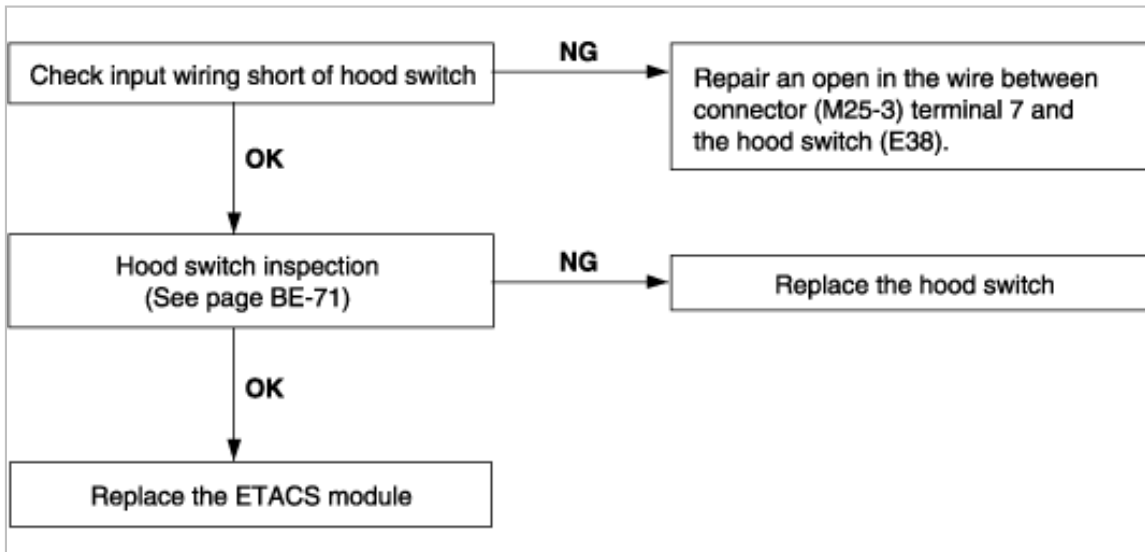 Check input wiring short of hood switch
NG
Repair an open in the wire between
connector (M25-3) terminal 7 and
the hood switch (E38).
OK
Hood switch inspection
(See page BE-71)
NG
Replace the hood switch
OK
Replace the ETACS module